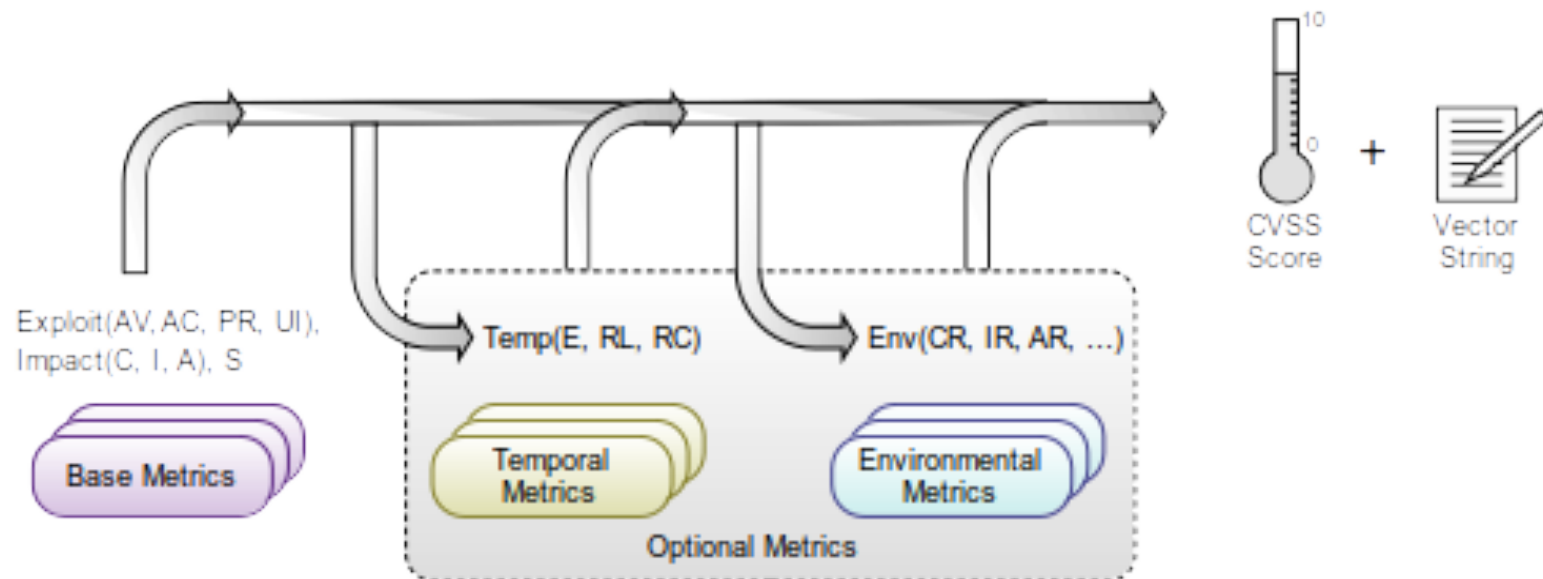 10
0
+
CVSS
Score
Vector
String
Exploit(AV, AC, PR, UI),
Impact(C, I, A), S
Temp(E, RL, RC)
Env(CR, IR, AR, ...)
Base Metrics
Temporal
Metrics
Environmental
Metrics
Optional Metrics